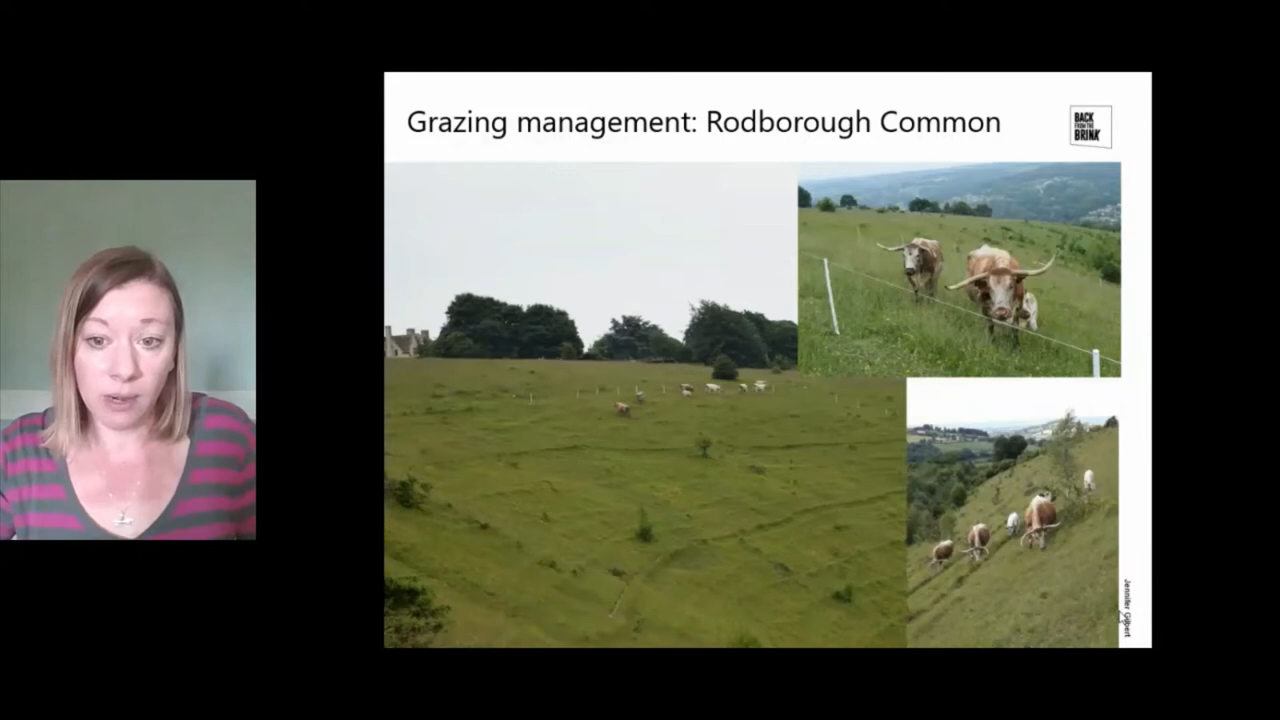 Grazing management: Rodborough Common
BACK
FROM THE
BRINK
Jennifer Gilbert